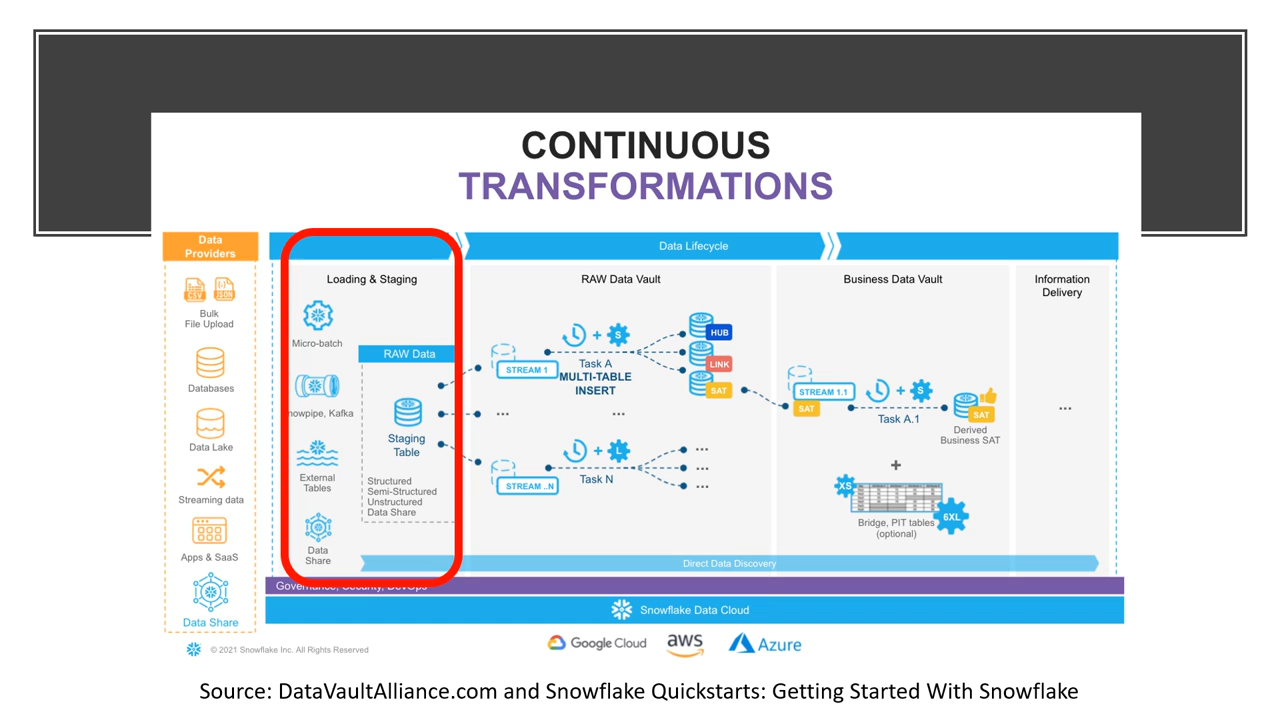 CONTINUOUS
TRANSFORMATIONS
Data
Providers
CSV
JSON
Bulk
File Upload
Databases
Data Lake
Streaming data
Apps & SaaS
Data Share
Data Lifecycle
Loading & Staging
Micro-batch
nowpipe, Kafka
External
Tables
Data
Share
RAW Data
Staging
Table
Structured
Semi-Structured
Unstructured
Data Share
RAW Data Vault
STREAM 1
+ S
Task A
MULTI-TABLE
INSERT
HUB
LINK
SAT
... ...
STREAM ..N
+ L
Task N
...
...
...
Business Data Vault
STREAM 1.1
SAT
+ S
Task A.1
SAT
Derived
Business SAT
+
XS
6XL
Bridge, PIT tables
(optional)
Information
Delivery
...
Direct Data Discovery
Governance, Security, DevOps
Snowflake Data Cloud
© 2021 Snowflake Inc. All Rights Reserved
Google Cloud
aws
Azure
Source: DataVaultAlliance.com and Snowflake Quickstarts: Getting Started With Snowflake